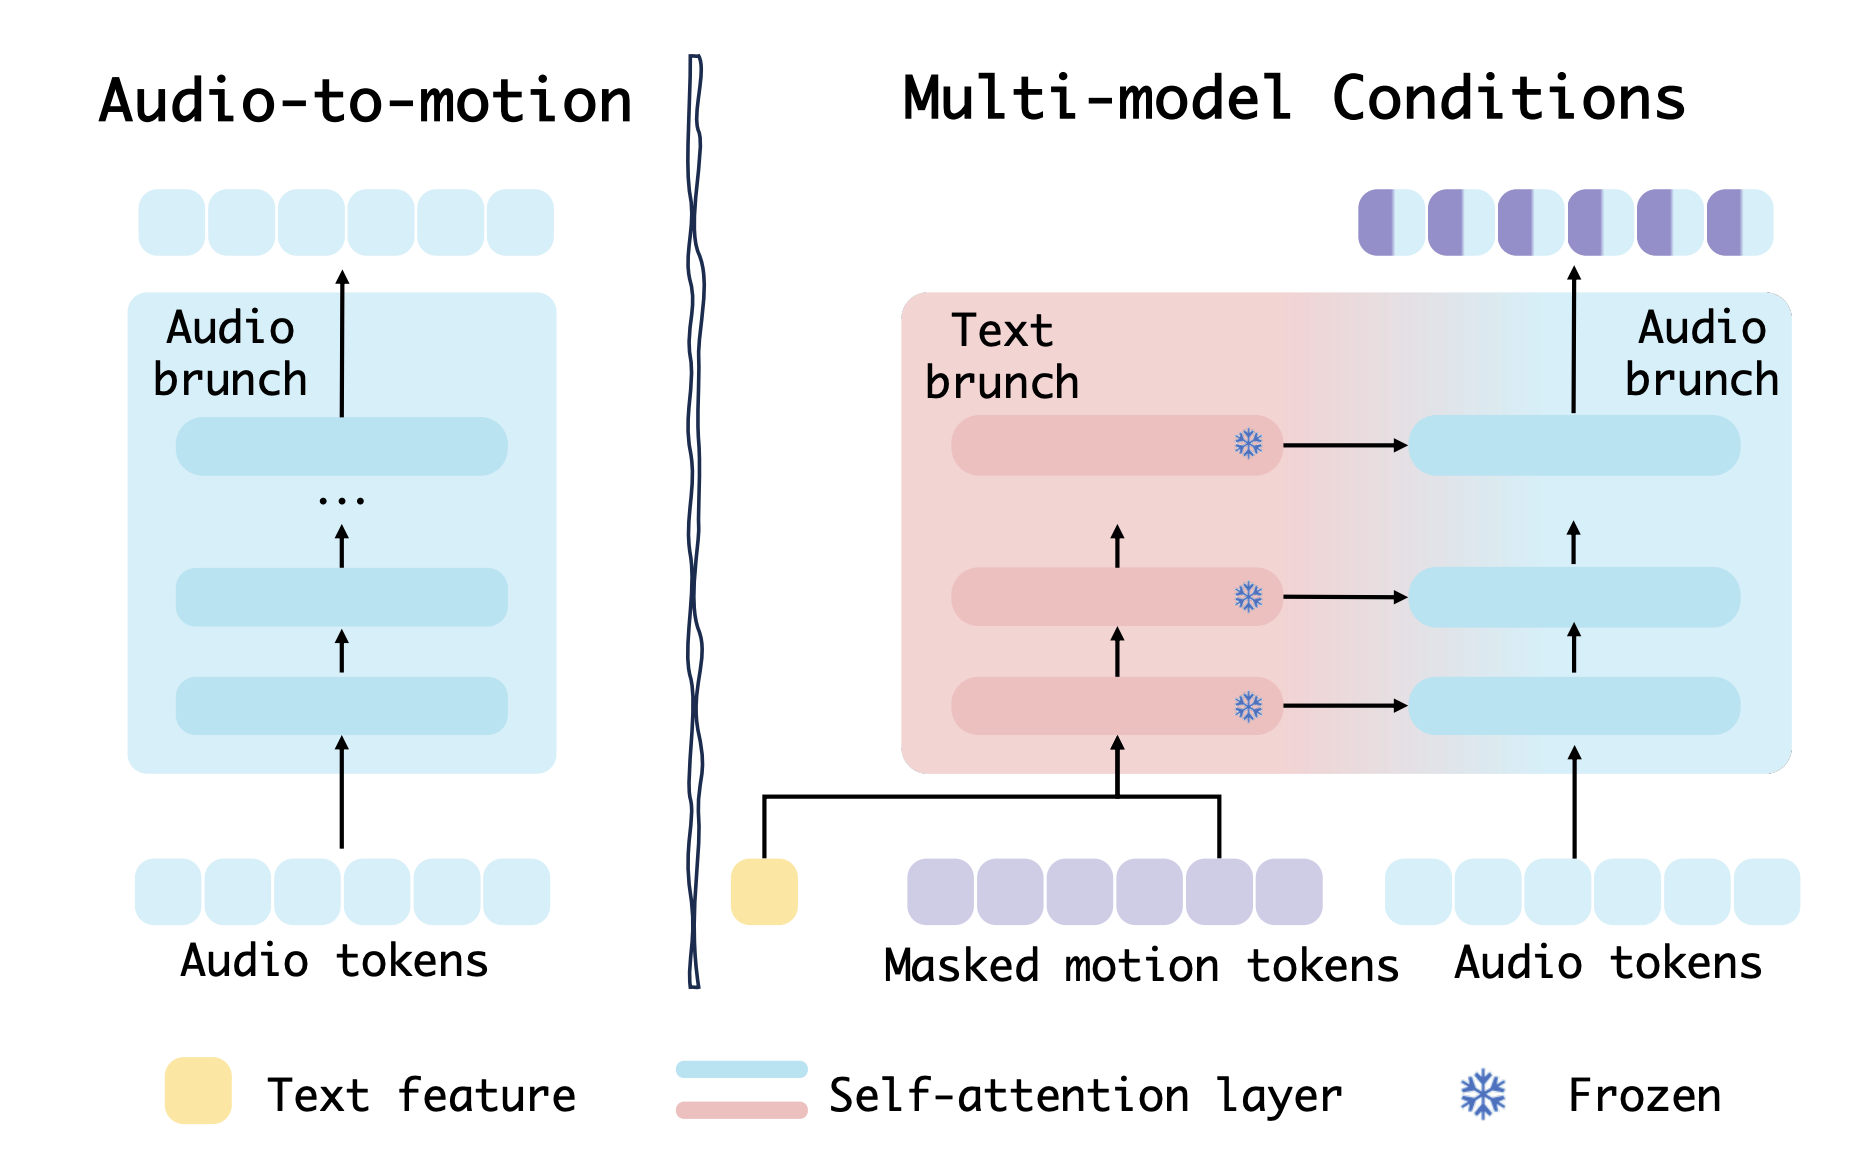 Audio-to-motion
Audio
brunch
...
Audio tokens
Multi-model Conditions
Text
brunch
Audio
brunch
Masked motion tokens
Audio tokens
Text feature
Self-attention layer
Frozen